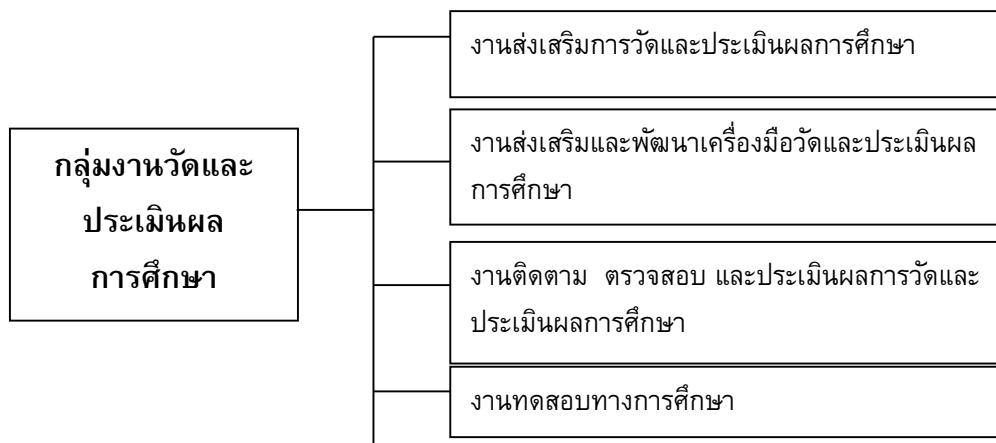 งานส่งเสริมการวัดและประเมินผลการศึกษา
งานส่งเสริมและพัฒนาเครื่องมือวัดและประเมินผล
การศึกษา
กลุ่มงานวัดและ
ประเมินผล
การศึกษา
งานติดตาม ตรวจสอบ และประเมินผลการวัดและ
ประเมินผลการศึกษา
งานทดสอบทางการศึกษา